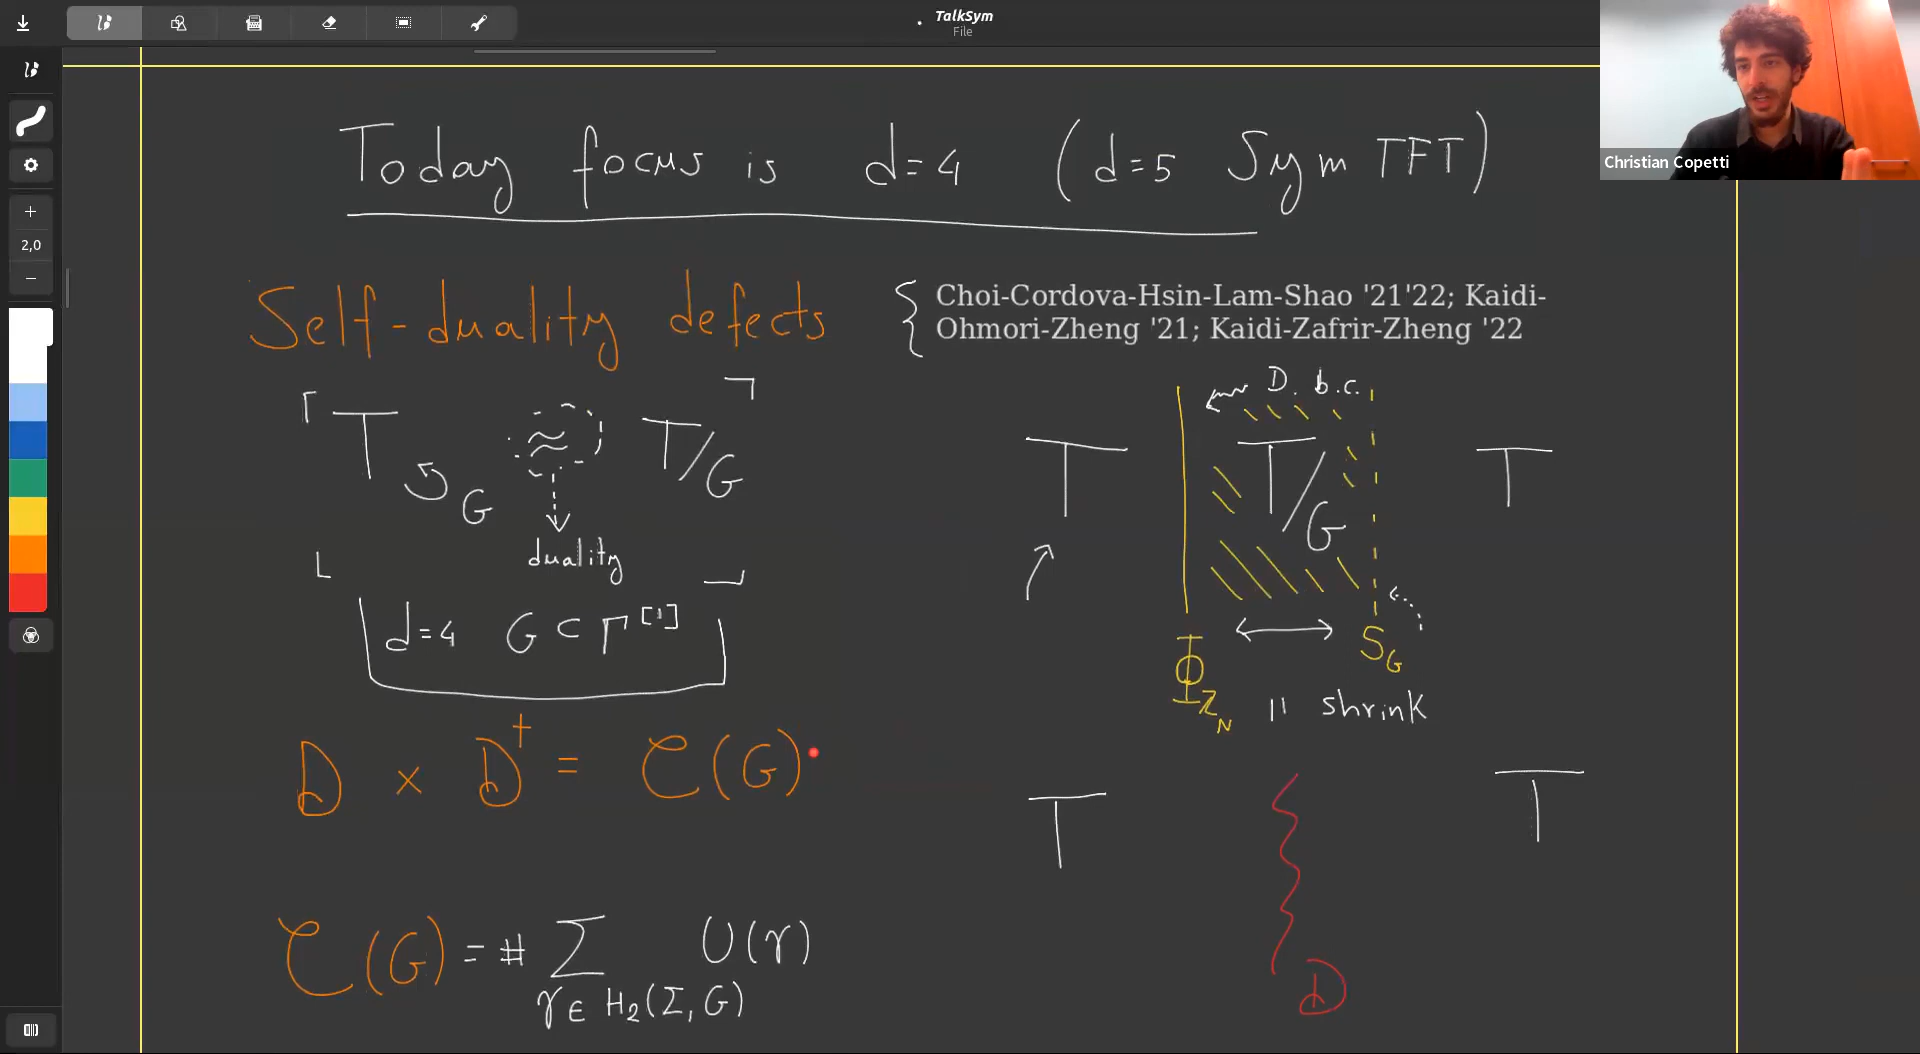 TalkSym
File
2,0
Christian Copetti
Today focus is d=4 (d=5 Sym TFT)
Self-duality defects
Choi-Cordova-Hsin-Lam-Shao '21'22; Kaidi-
Ohmori-Zheng '21; Kaidi-Zafrir-Zheng '22
T G ≈ T/G
duality
d=4 G ⊂ Γ^[1]
D × D† = C(G)
C(G) = # Σ U(γ)
γ∈ H₂(Σ, G)
D. b.c.
T T/G T
Φ_Z_N S_G
|| shrink
T T
D